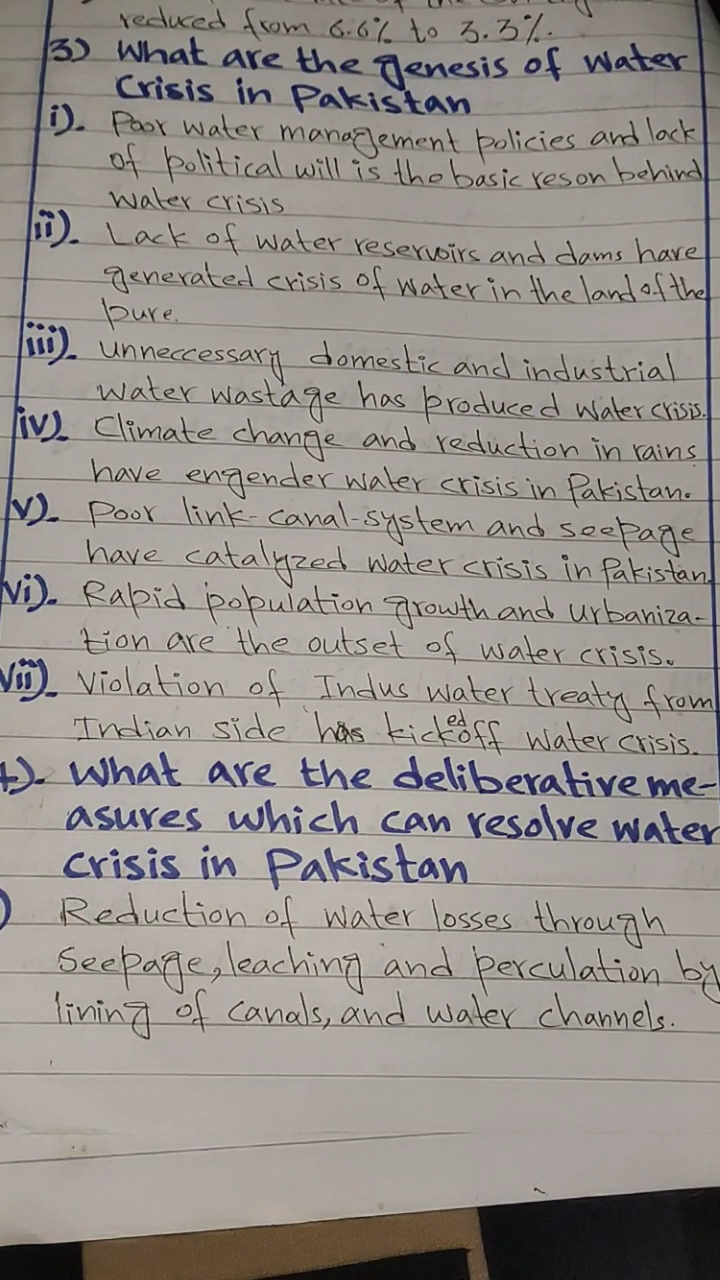 reduced from 6.6% to 3.3%.
3) What are the genesis of water
Crisis in Pakistan
i). Poor water management policies and lack
of political will is the basic reson behind
water crisis
ii). Lack of water reservoirs and dams have
generated crisis of water in the land of the
pure.
iii). unneccessary domestic and industrial
water wastage has produced water crisis.
iv). Climate change and reduction in rains
have engender water crisis in Pakistan.
v). Poor link-canal-system and seepage
have catalyzed water crisis in Pakistan
vi). Rapid population growth and urbaniza-
tion are the outset of water crisis.
vii). Violation of Indus water treaty from
Indian side has kickedoff water crisis.
). What are the deliberative me-
asures which can resolve water
crisis in Pakistan
) Reduction of water losses through
seepage, leaching and perculation by
lining of canals, and water channels.